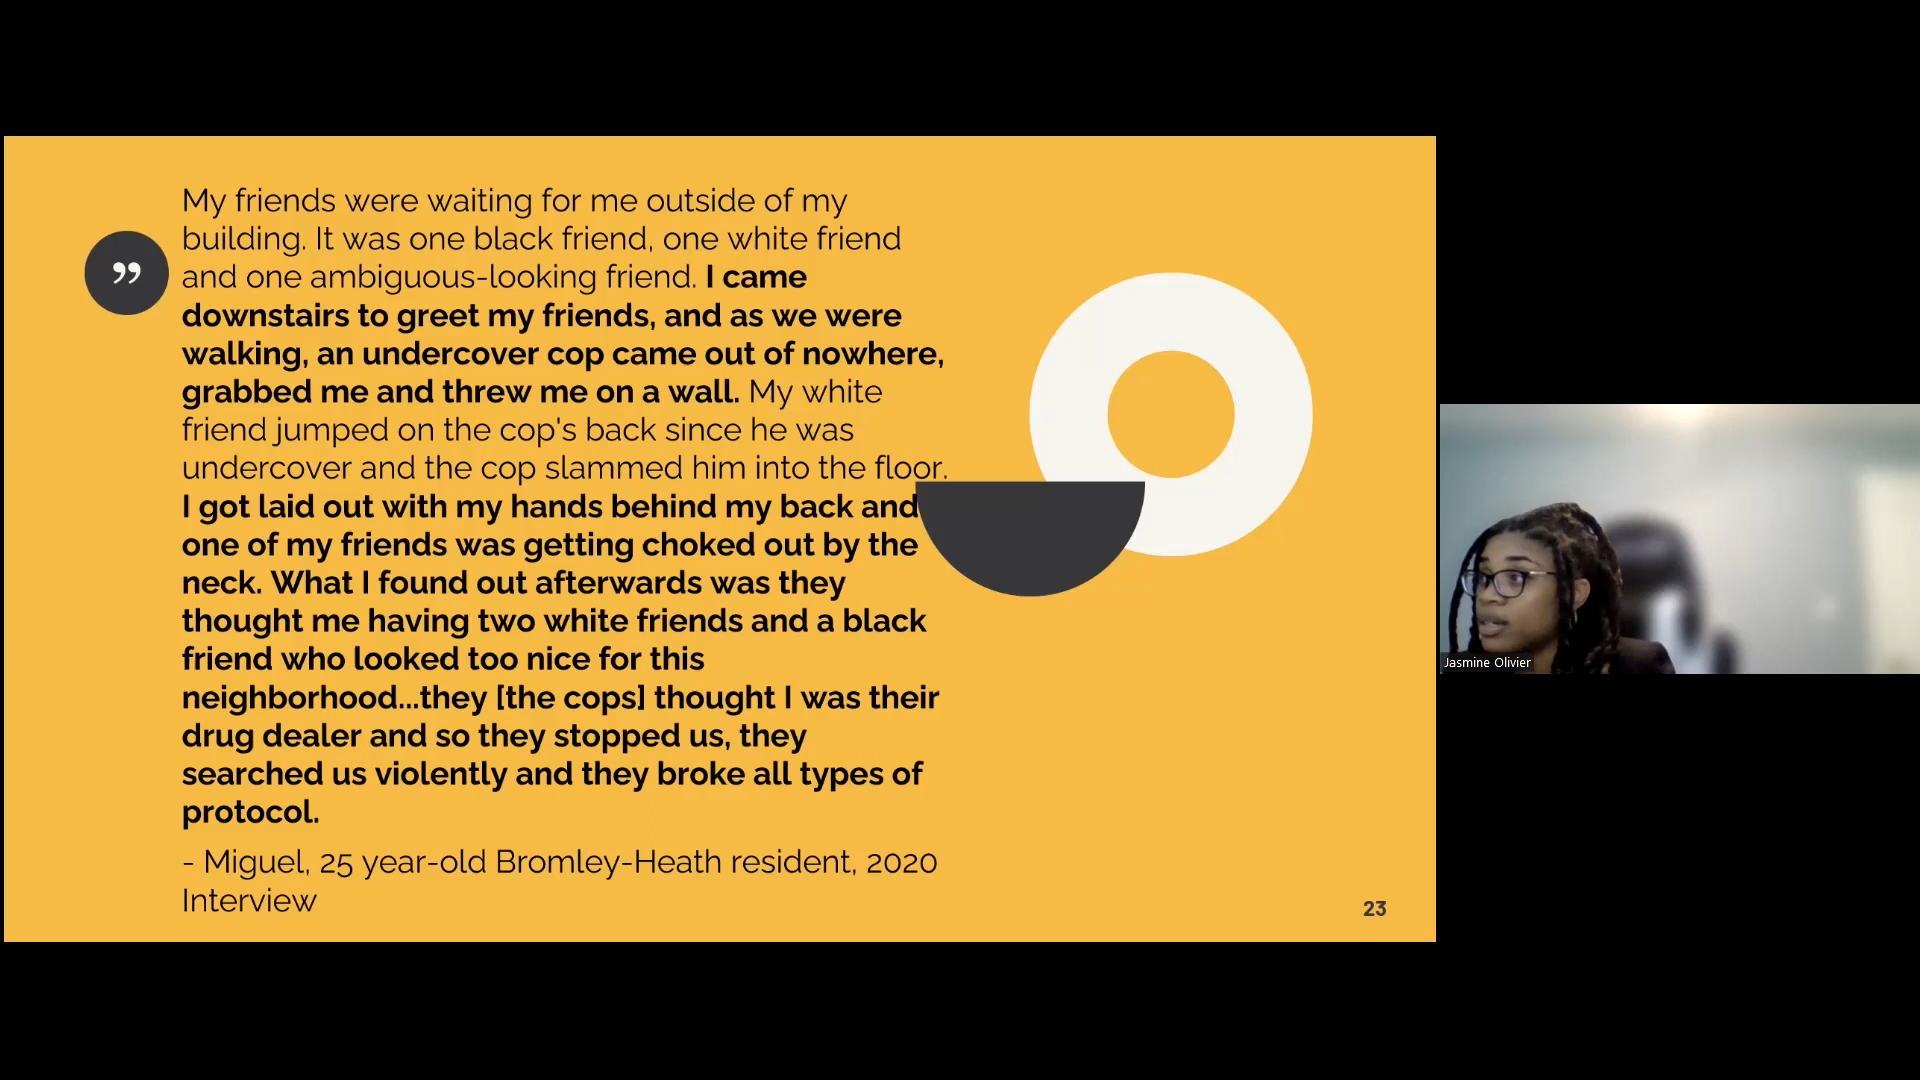 My friends were waiting for me outside of my
building. It was one black friend, one white friend
and one ambiguous-looking friend. I came
downstairs to greet my friends, and as we were
walking, an undercover cop came out of nowhere,
grabbed me and threw me on a wall. My white
friend jumped on the cop's back since he was
undercover and the cop slammed him into the floor.
I got laid out with my hands behind my back and
one of my friends was getting choked out by the
neck. What I found out afterwards was they
thought me having two white friends and a black
friend who looked too nice for this
neighborhood...they [the cops] thought I was their
drug dealer and so they stopped us, they
searched us violently and they broke all types of
protocol.
- Miguel, 25 year-old Bromley-Heath resident, 2020
Interview
23
Jasmine Olivier